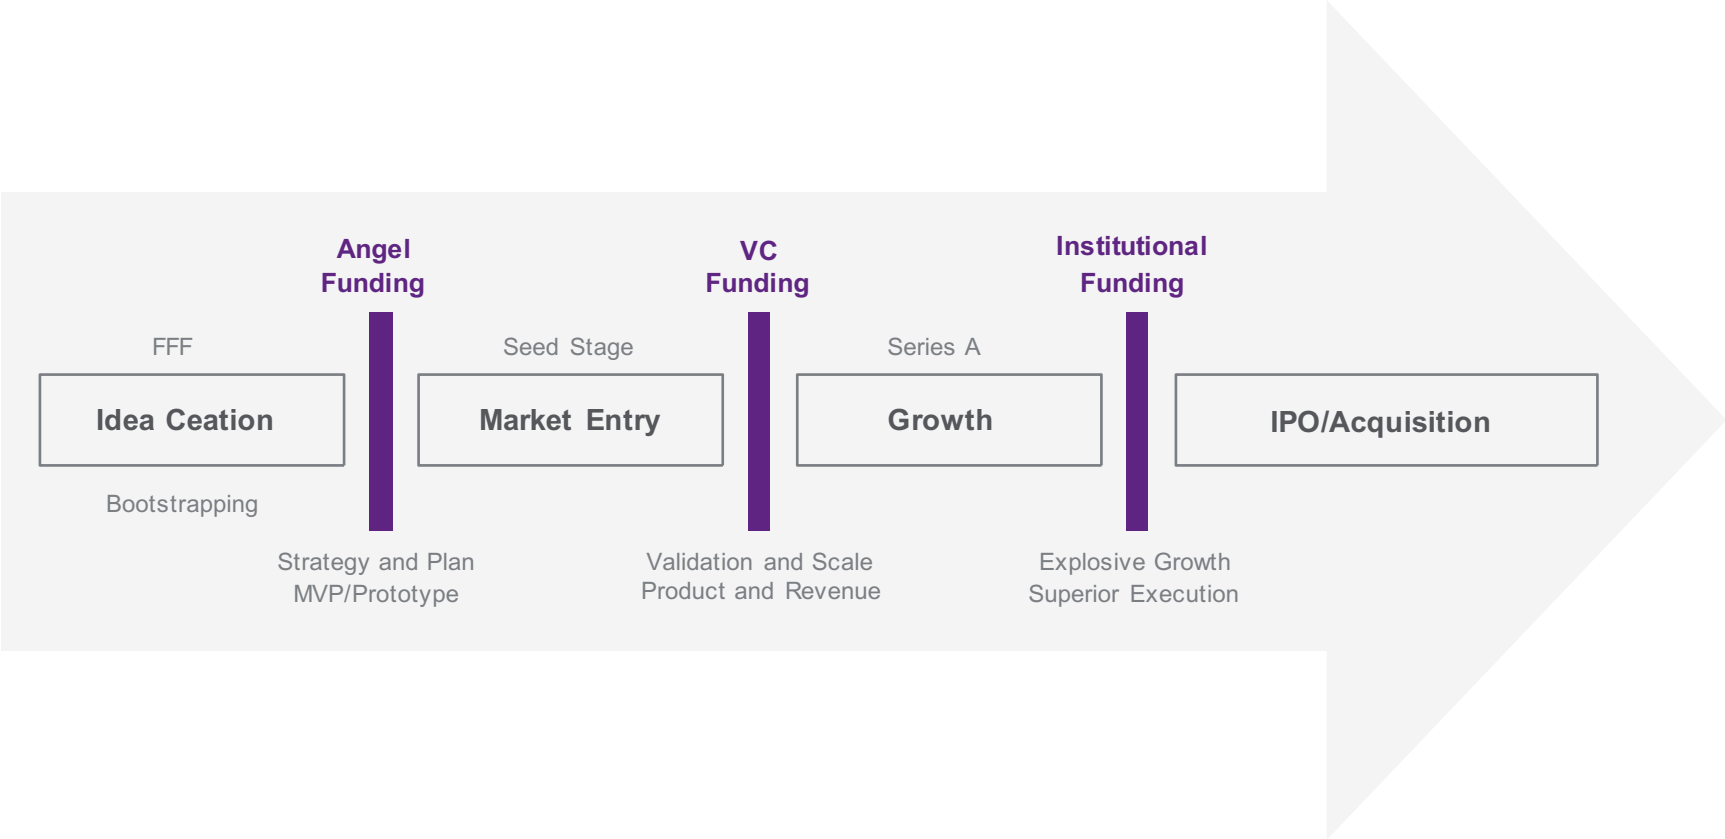 Angel
Funding
VC
Funding
Institutional
Funding
FFF
Seed Stage
Series A
Idea Ceation
Market Entry
Growth
IPO/Acquisition
Bootstrapping
Strategy and Plan
MVP/Prototype
Validation and Scale
Product and Revenue
Explosive Growth
Superior Execution